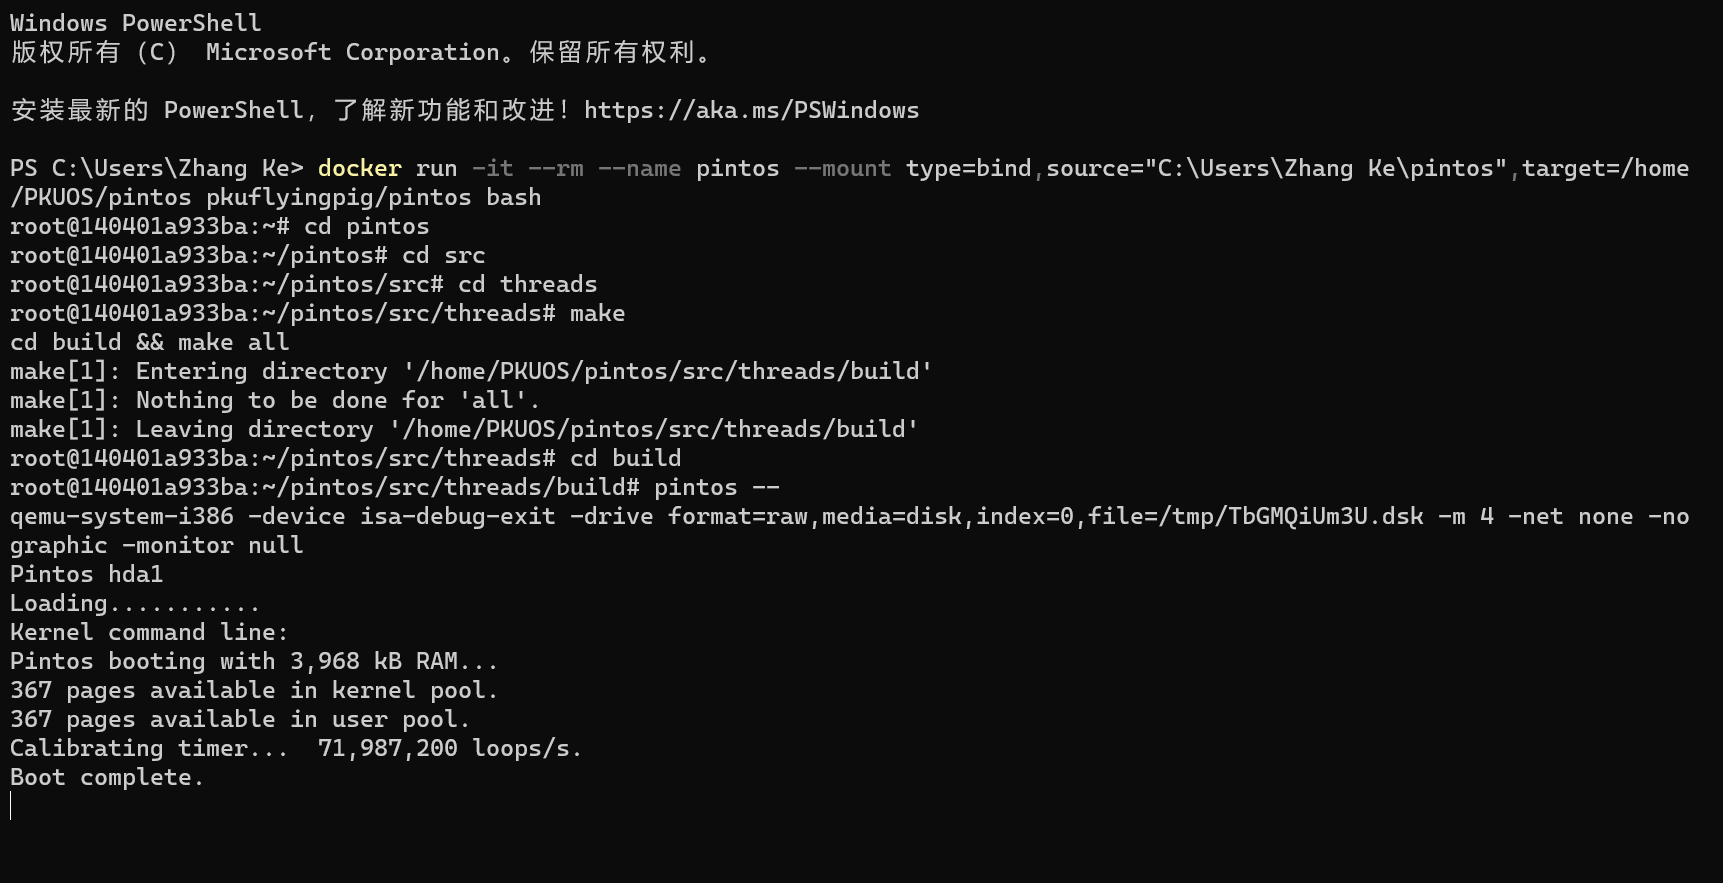 Windows PowerShell
版权所有（C） Microsoft Corporation。保留所有权利。
安装最新的 PowerShell，了解新功能和改进！https://aka.ms/PSWindows
PS C:\Users\Zhang Ke> docker run -it --rm --name pintos --mount type=bind,source="C:\Users\Zhang Ke\pintos",target=/home
/PKUOS/pintos pkuflyingpig/pintos bash
root@140401a933ba:~# cd pintos
root@140401a933ba:~/pintos# cd src
root@140401a933ba:~/pintos/src# cd threads
root@140401a933ba:~/pintos/src/threads# make
cd build && make all
make[1]: Entering directory '/home/PKUOS/pintos/src/threads/build'
make[1]: Nothing to be done for 'all'.
make[1]: Leaving directory '/home/PKUOS/pintos/src/threads/build'
root@140401a933ba:~/pintos/src/threads# cd build
root@140401a933ba:~/pintos/src/threads/build# pintos --
qemu-system-i386 -device isa-debug-exit -drive format=raw,media=disk,index=0,file=/tmp/TbGMQiUm3U.dsk -m 4 -net none -no
graphic -monitor null
Pintos hda1
Loading...........
Kernel command line:
Pintos booting with 3,968 kB RAM...
367 pages available in kernel pool.
367 pages available in user pool.
Calibrating timer...  71,987,200 loops/s.
Boot complete.